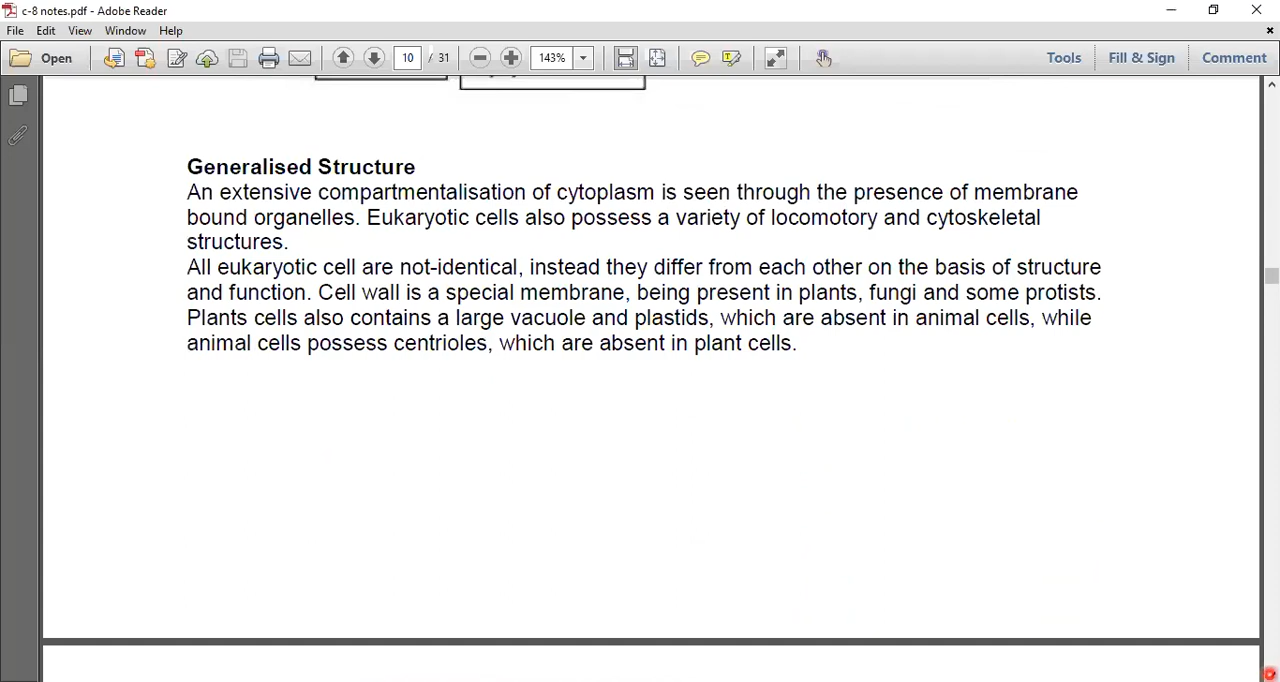 c-8 notes.pdf - Adobe Reader
File Edit View Window Help
Open 10 / 31 143% Tools Fill & Sign Comment
Generalised Structure
An extensive compartmentalisation of cytoplasm is seen through the presence of membrane
bound organelles. Eukaryotic cells also possess a variety of locomotory and cytoskeletal
structures.
All eukaryotic cell are not-identical, instead they differ from each other on the basis of structure
and function. Cell wall is a special membrane, being present in plants, fungi and some protists.
Plants cells also contains a large vacuole and plastids, which are absent in animal cells, while
animal cells possess centrioles, which are absent in plant cells.